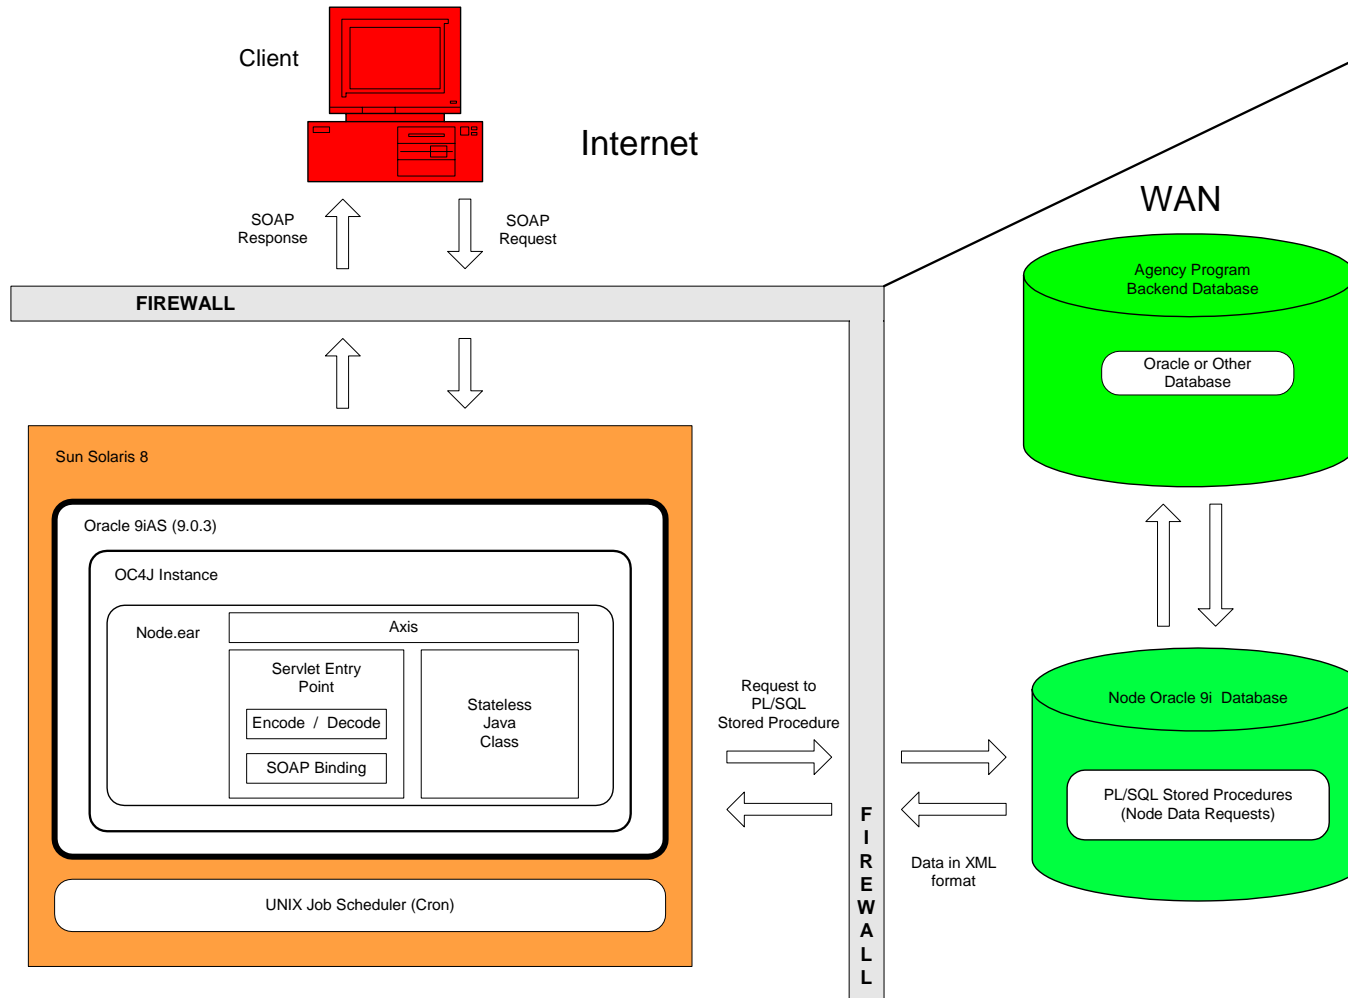 Client
Internet
WAN
SOAP
Response
SOAP
Request
FIREWALL
Agency Program
Backend Database
Oracle or Other
Database
Sun Solaris 8
Oracle 9iAS (9.0.3)
OC4J Instance
Node.ear
Axis
Servlet Entry
Point
Encode / Decode
SOAP Binding
Stateless
Java
Class
UNIX Job Scheduler (Cron)
Request to
PL/SQL
Stored Procedure
FIREWALL
Data in XML
format
Node Oracle 9i Database
PL/SQL Stored Procedures
(Node Data Requests)